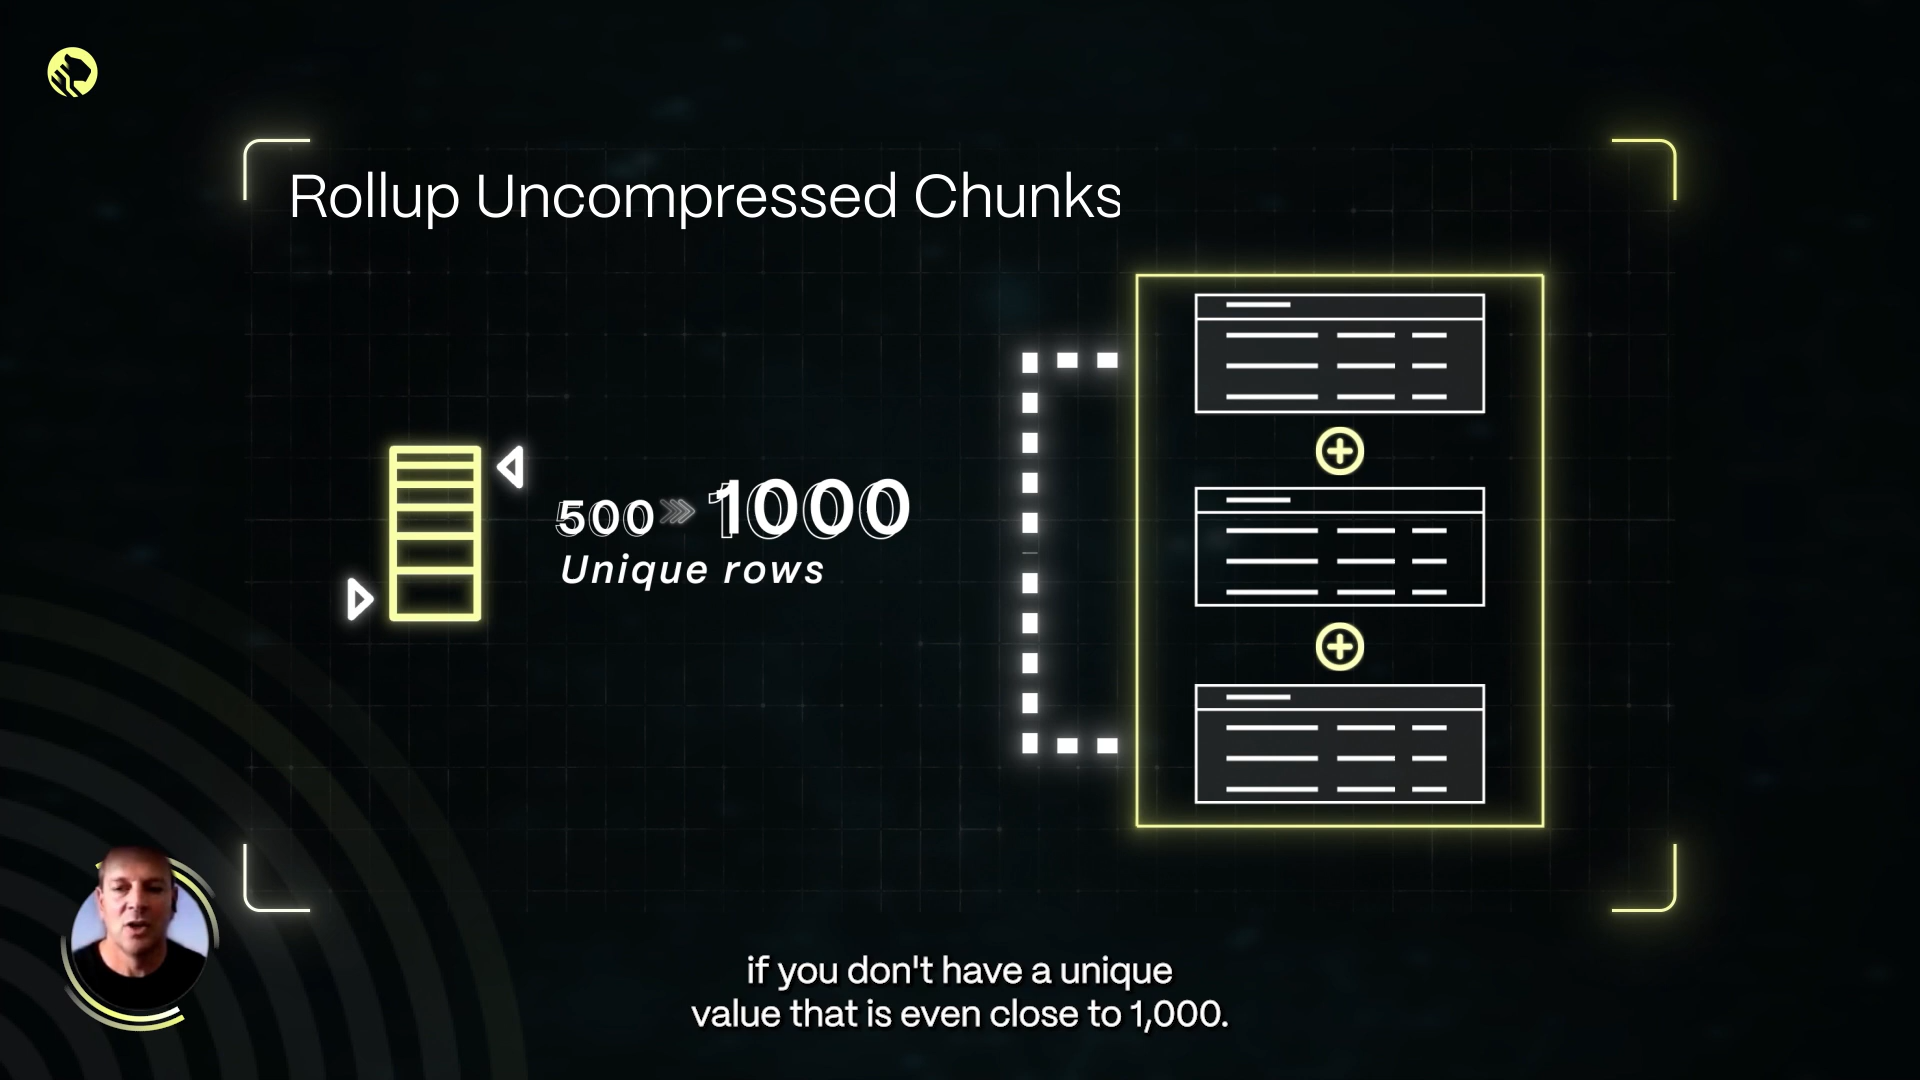 Rollup Uncompressed Chunks
500 1000
Unique rows
if you don't have a unique
value that is even close to 1,000.